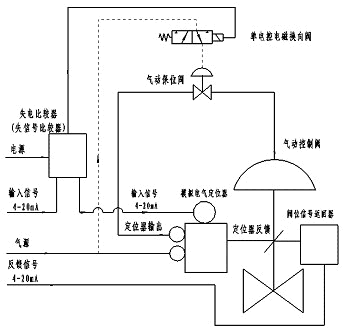 单电控电磁换向阀
气动保位阀
失电比较器
(失信号比较器)
气动控制阀
电源
输入信号
4-20mA
输入信号
4-20mA
模拟电气定位器
阀位信号返回器
定位器输出
定位器反馈
气源
反馈信号
4-20mA